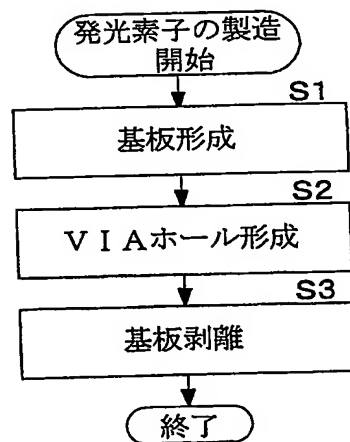 発光素子の製造
開始
S1
基板形成
S2
ＶＩＡホール形成
S3
基板剥離
終了